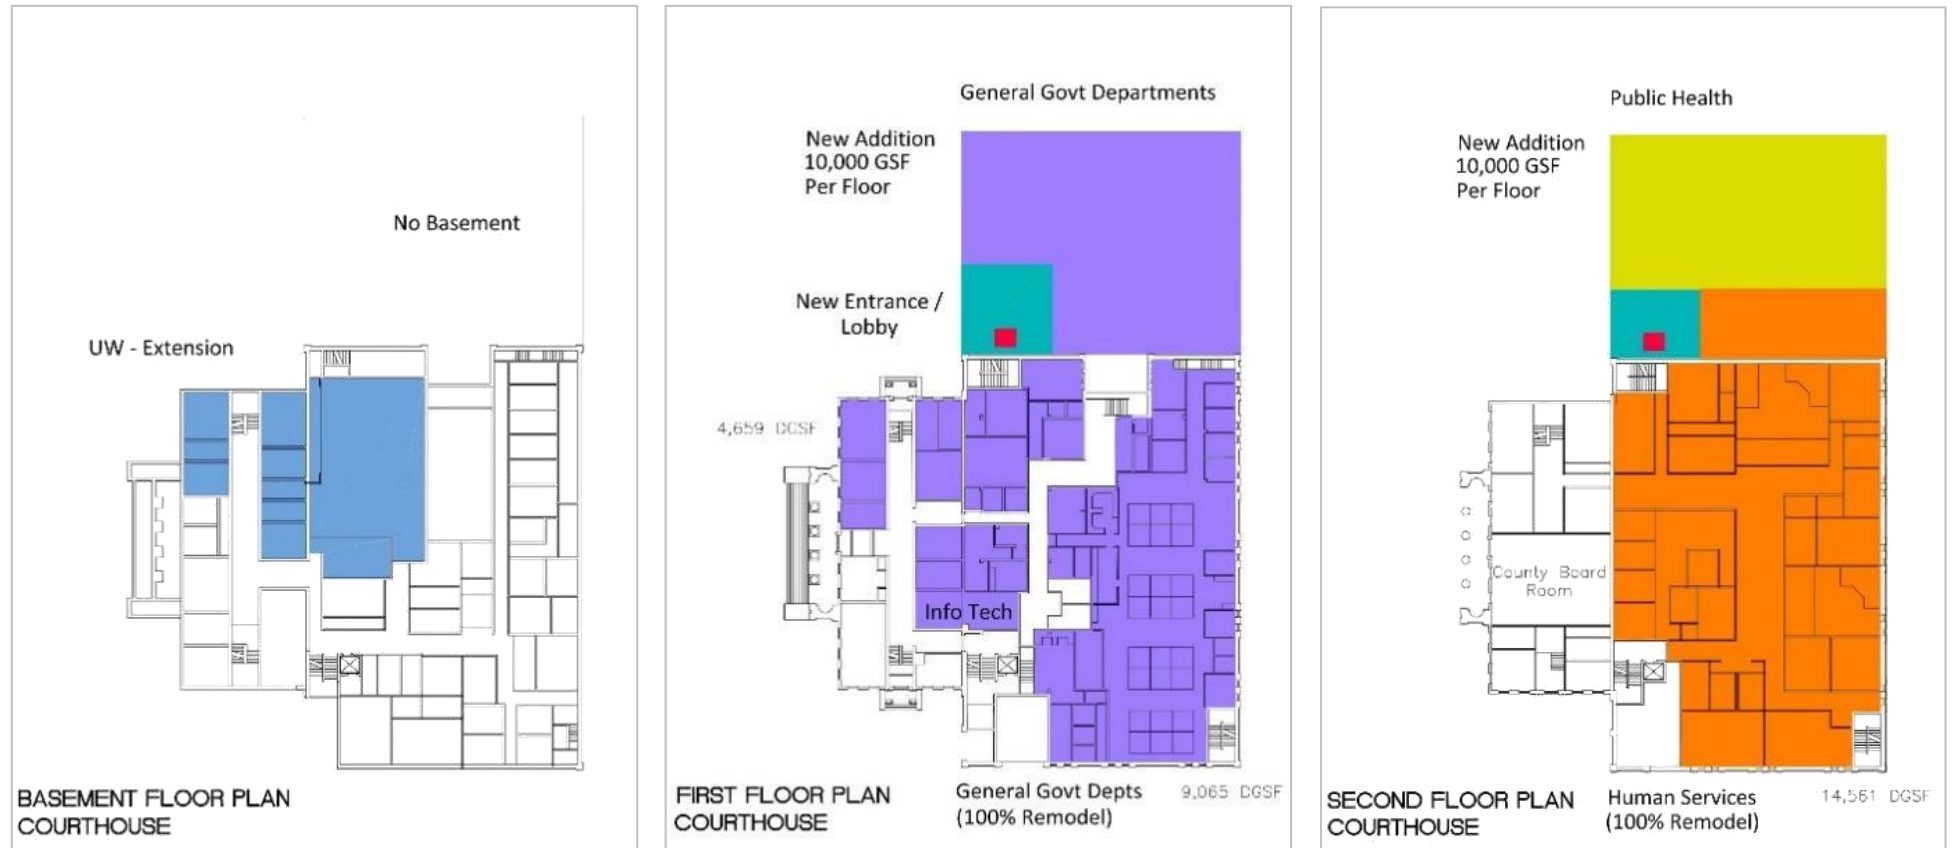 No Basement
UW - Extension
BASEMENT FLOOR PLAN
COURTHOUSE
General Govt Departments
New Addition
10,000 GSF
Per Floor
New Entrance /
Lobby
4,659 DGSF
Info Tech
FIRST FLOOR PLAN
COURTHOUSE
General Govt Depts
(100% Remodel)
9,065 DGSF
Public Health
New Addition
10,000 GSF
Per Floor
County Board
Room
SECOND FLOOR PLAN
COURTHOUSE
Human Services
(100% Remodel)
14,561 DGSF